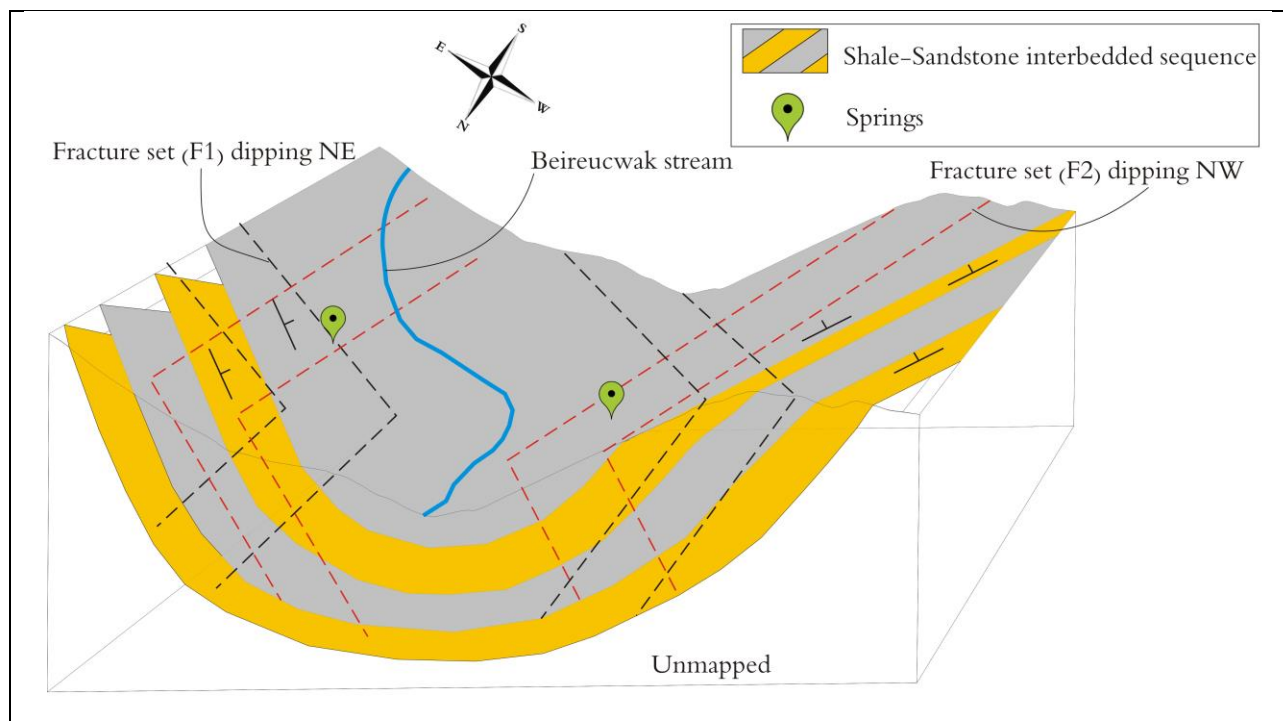 S
E
W
N
Shale-Sandstone interbedded sequence
Springs
Fracture set (F1) dipping NE
Beireucwak stream
Fracture set (F2) dipping NW
Unmapped